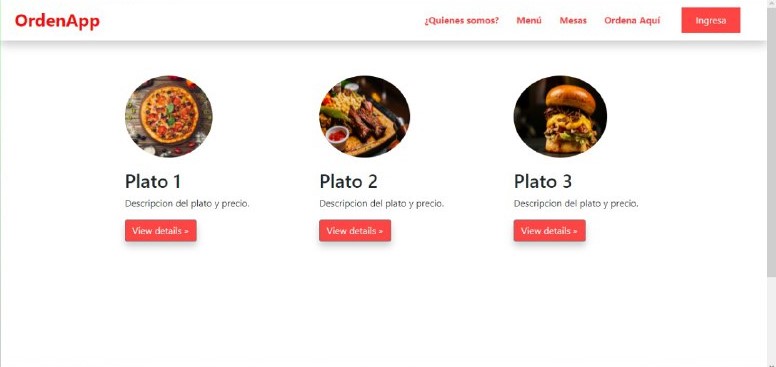 OrdenApp
¿Quienes somos? Menú Mesas Ordena Aquí Ingresa
Plato 1 Plato 2 Plato 3
Descripcion del plato y precio. Descripcion del plato y precio. Descripcion del plato y precio.
View details » View details » View details »